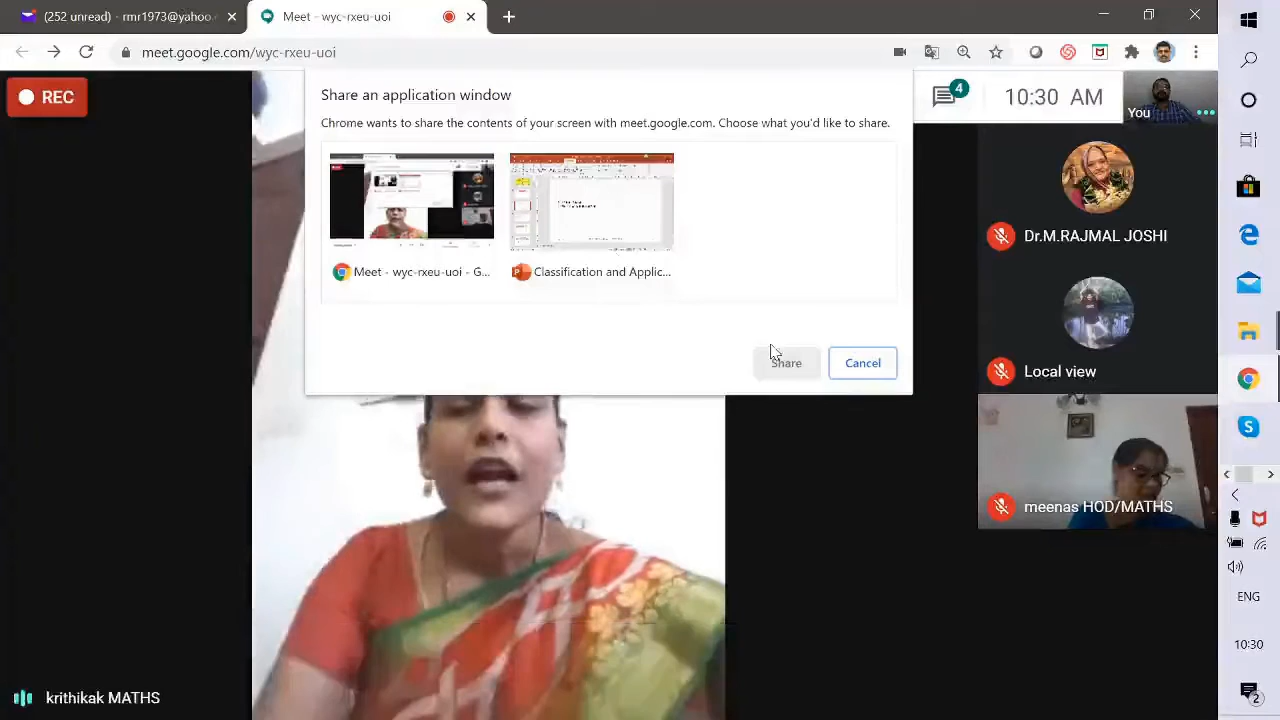 (252 unread) - rmr1973@yahoo.
Meet - wyc-rxeu-uoi
meet.google.com/wyc-rxeu-uoi
REC
Share an application window
Chrome wants to share the contents of your screen with meet.google.com. Choose what you'd like to share.
Meet - wyc-rxeu-uoi - G...
Classification and Applic...
Share
Cancel
4
10:30 AM
You
Dr.M.RAJMAL JOSHI
Local view
meenas HOD/MATHS
krithikak MATHS
ENG
10:30
2